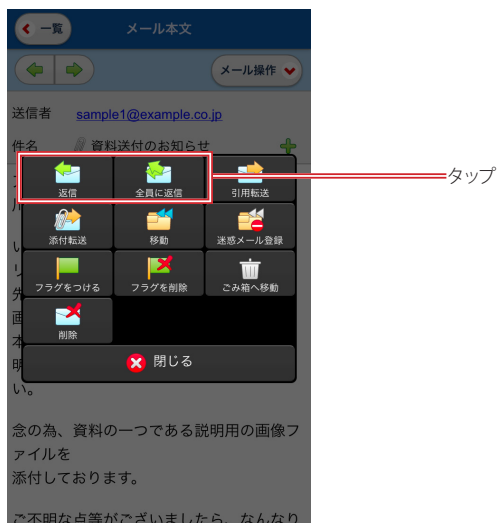 一覧
メール本文
メール操作
送信者 sample1@example.co.jp
件名 資料送付のお知らせ
返信
全員に返信
引用転送
タップ
添付転送
移動
迷惑メール登録
フラグをつける
フラグを削除
ごみ箱へ移動
削除
閉じる
い。
念の為、資料の一つである説明用の画像フ
ァイルを
添付しております。
ご不明な点等がございましたら、なんなり